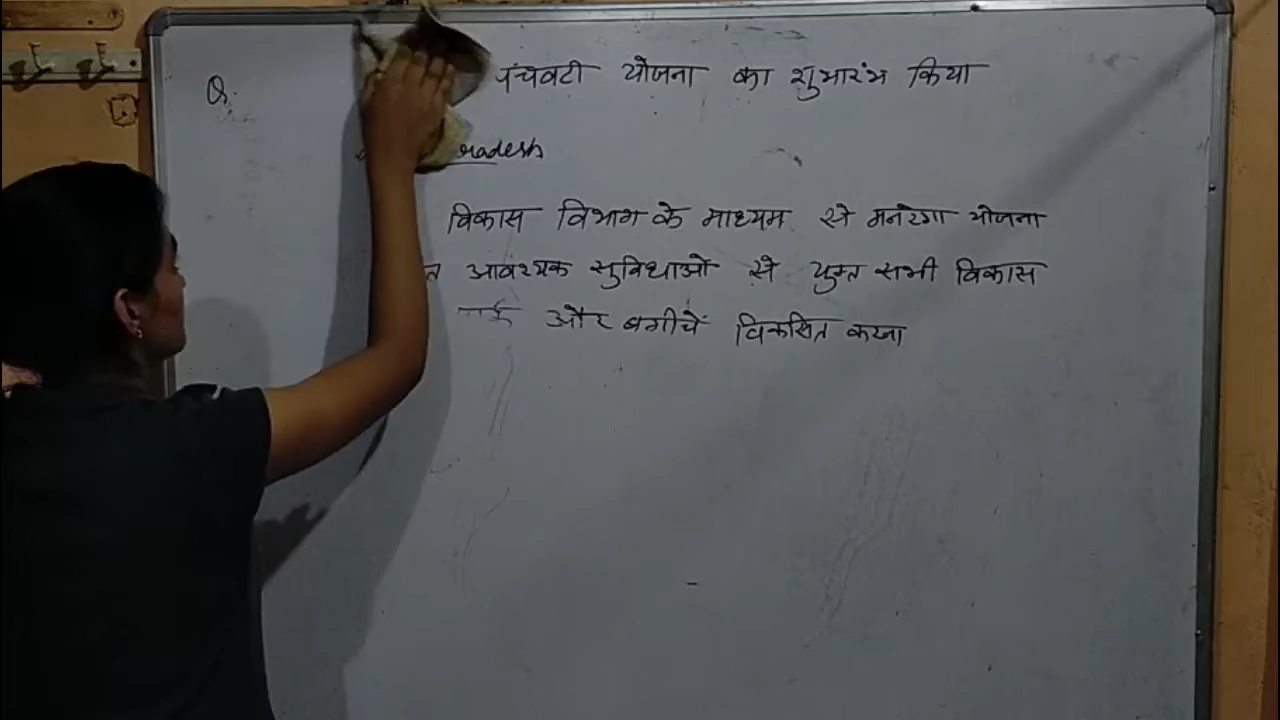 Q. पंचवटी योजना का शुभारंभ किया
radesh
विकास विभाग के माध्यम से मनरेगा योजना
त आवश्यक सुविधाओं से युक्त सभी विकास
और बगीचें विकसित करना